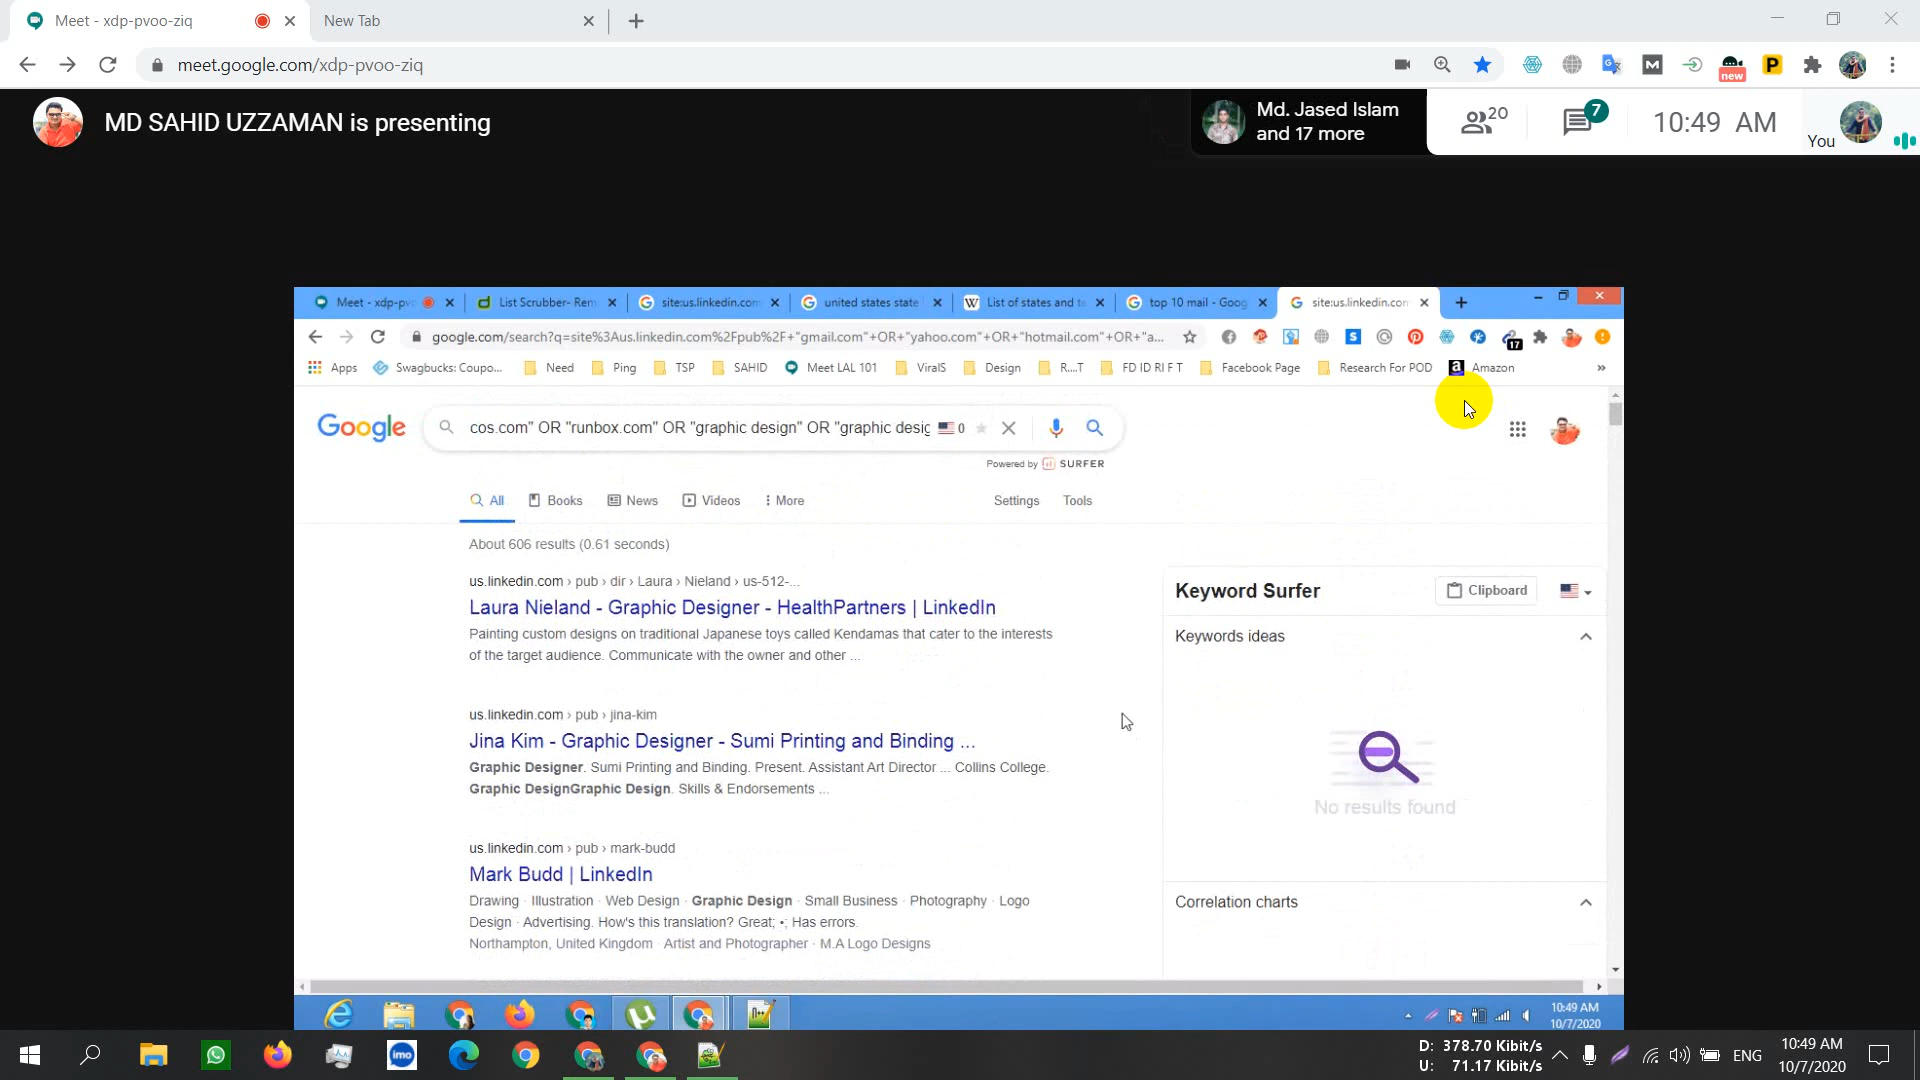 Meet - xdp-pvoo-ziq
New Tab
meet.google.com/xdp-pvoo-ziq
new
MD SAHID UZZAMAN is presenting
Md. Jased Islam
and 17 more
20
7
10:49 AM
You
Meet - xdp-pv
List Scrubber- Rem
site:us.linkedin.com
united states state
List of states and te
top 10 mail - Goog
site:us.linkedin.com
google.com/search?q=site%3Aus.linkedin.com%2Fpub%2F+"gmail.com"+OR+"yahoo.com"+OR+"hotmail.com"+OR+"a...
17
Apps
Swagbucks: Coupo...
Need
Ping
TSP
SAHID
Meet LAL 101
ViralS
Design
R....T
FD ID RI F T
Facebook Page
Research For POD
Amazon
»
Google
cos.com" OR "runbox.com" OR "graphic design" OR "graphic desig
0
Powered by SURFER
All
Books
News
Videos
More
Settings
Tools
About 606 results (0.61 seconds)
us.linkedin.com › pub › dir › Laura › Nieland › us-512-...
Laura Nieland - Graphic Designer - HealthPartners | LinkedIn
Painting custom designs on traditional Japanese toys called Kendamas that cater to the interests
of the target audience. Communicate with the owner and other ...
us.linkedin.com › pub › jina-kim
Jina Kim - Graphic Designer - Sumi Printing and Binding ...
Graphic Designer. Sumi Printing and Binding. Present. Assistant Art Director ... Collins College.
Graphic DesignGraphic Design. Skills & Endorsements ...
us.linkedin.com › pub › mark-budd
Mark Budd | LinkedIn
Drawing · Illustration · Web Design · Graphic Design · Small Business · Photography · Logo
Design · Advertising. How's this translation? Great; •; Has errors.
Northampton, United Kingdom · Artist and Photographer · M.A Logo Designs
Keyword Surfer
Clipboard
Keywords ideas
No results found
Correlation charts
10:49 AM
10/7/2020
imo
D: 378.70 Kibit/s
U: 71.17 Kibit/s
ENG
10:49 AM
10/7/2020